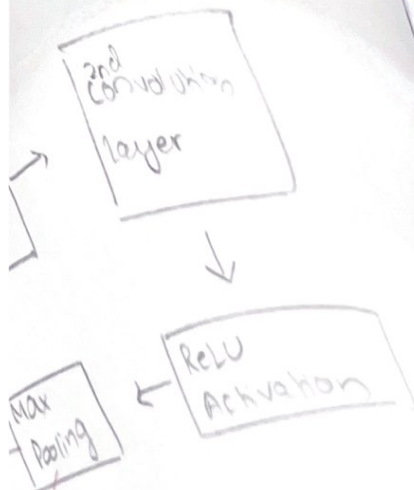 2nd
Convolution
layer
ReLU
Activation
Max
Pooling